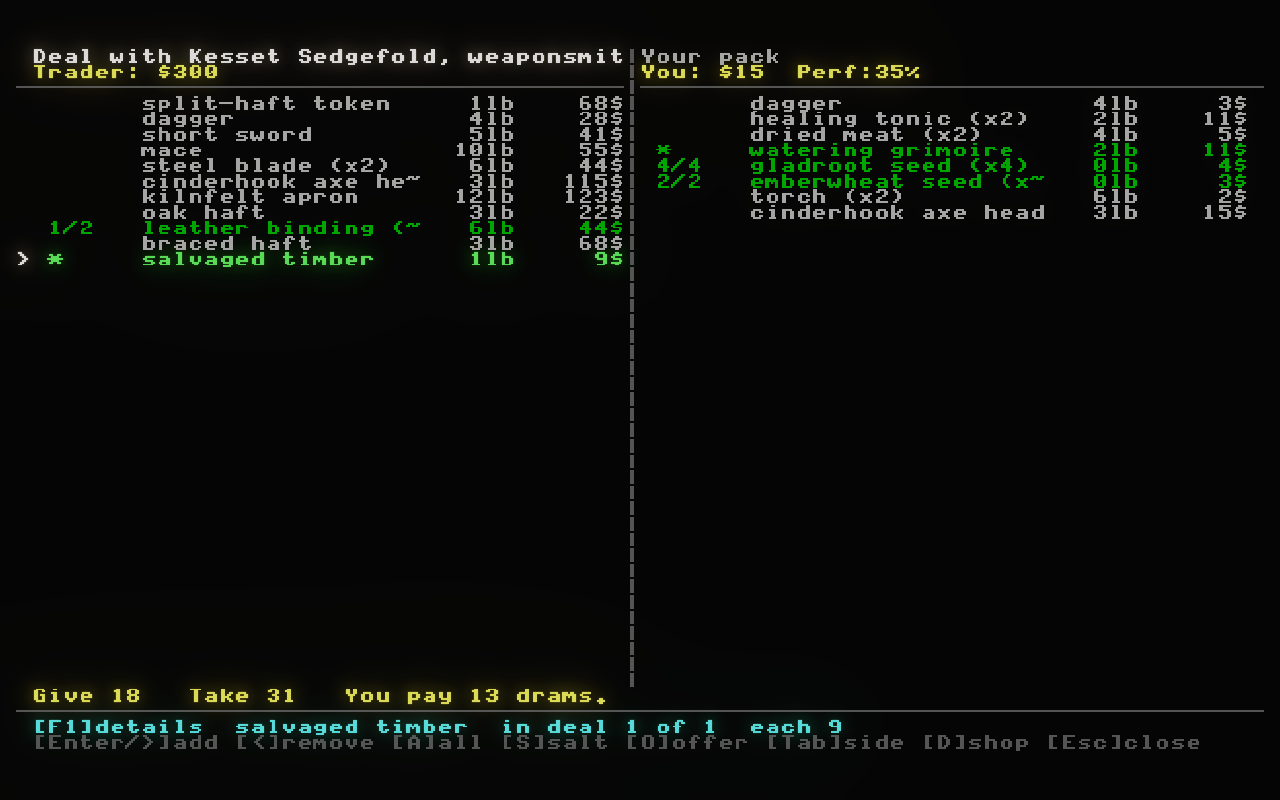 Deal with Kesset Sedgefold, weaponsmit
Trader: $300
split—haft token 1lb 68$
dagger 4lb 28$
short sword 5lb 41$
mace 10lb 55$
steel blade (x2) 6lb 44$
cinderhook axe he~ 3lb 115$
kilnfelt apron 12lb 123$
oak haft 3lb 22$
1/2 leather binding (~ 6lb 44$
braced haft 3lb 68$
> * salvaged timber 1lb 9$
Your pack
You: $15 Perf:35%
dagger 4lb 3$
healing tonic (x2) 2lb 11$
dried meat (x2) 4lb 5$
* watering grimoire 2lb 11$
4/4 gladroot seed (x4) 0lb 4$
2/2 emberwheat seed (x~ 0lb 3$
torch (x2) 6lb 2$
cinderhook axe head 3lb 15$
Give 18 Take 31 You pay 13 drams.
[F1]details salvaged timber in deal 1 of 1 each 9
[Enter/>]add [<]remove [A]all [S]salt [O]offer [Tab]side [D]shop [Esc]close